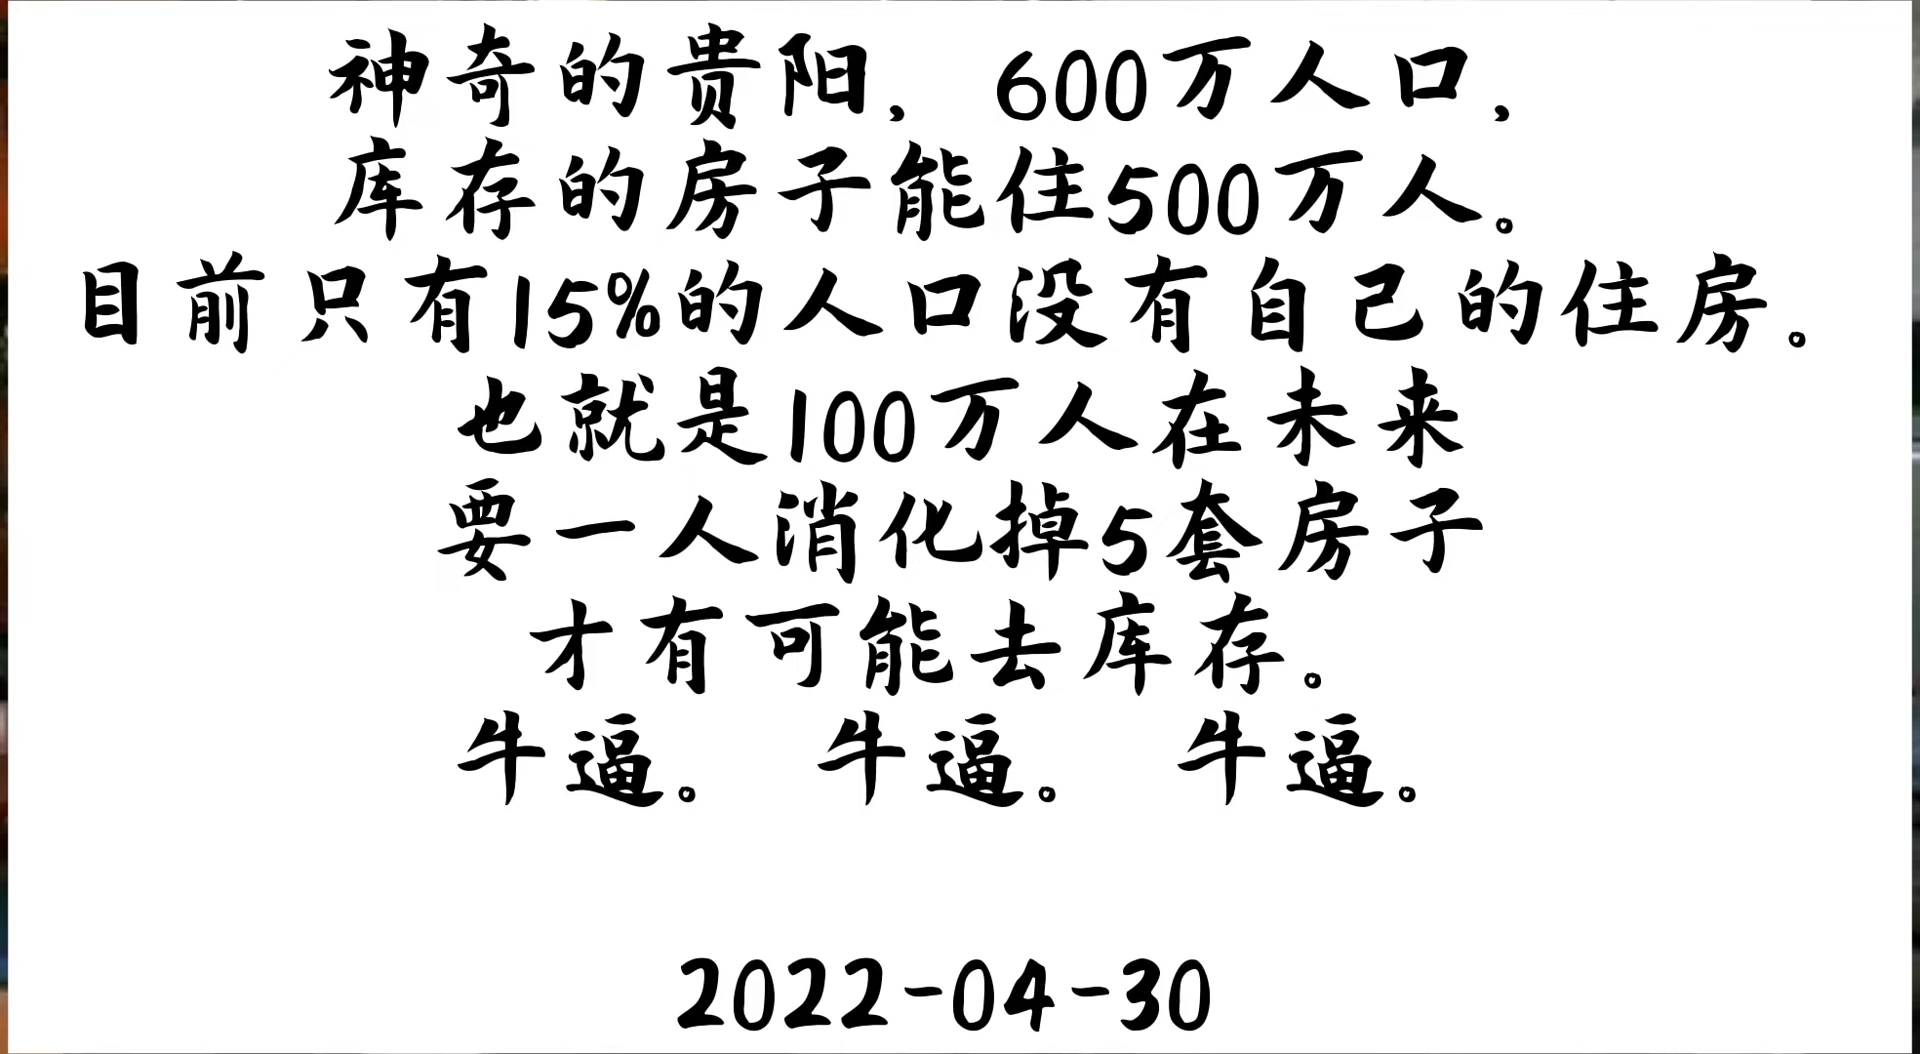 神奇的贵阳，600万人口，
库存的房子能住500万人。
目前只有15%的人口没有自己的住房。
也就是100万人在未来
要一人消化掉5套房子
才有可能去库存。
牛逼。 牛逼。 牛逼。
2022-04-30